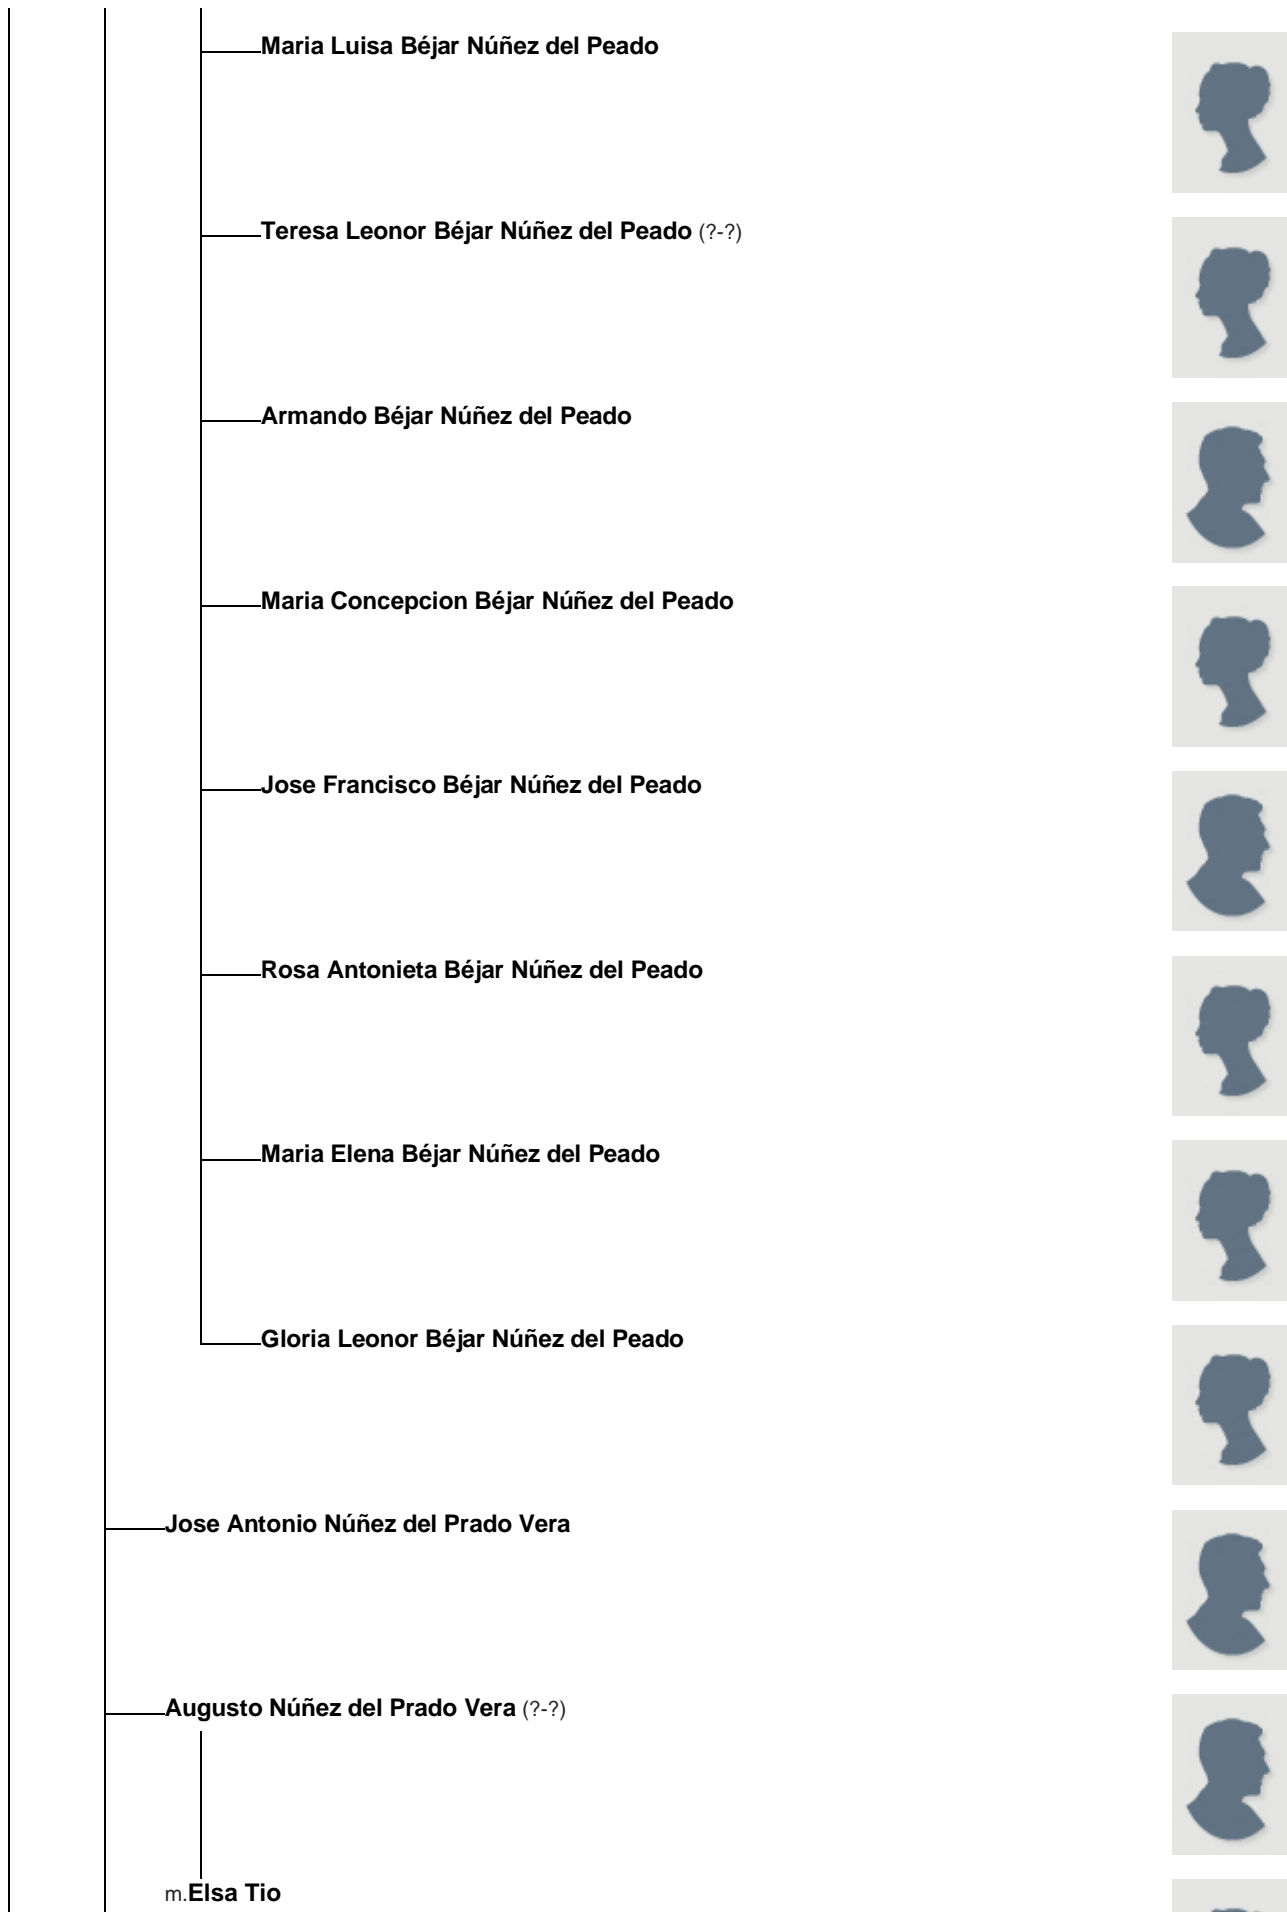 Maria Luisa Béjar Núñez del Peado
Teresa Leonor Béjar Núñez del Peado (?-?)
Armando Béjar Núñez del Peado
Maria Concepcion Béjar Núñez del Peado
Jose Francisco Béjar Núñez del Peado
Rosa Antonieta Béjar Núñez del Peado
Maria Elena Béjar Núñez del Peado
Gloria Leonor Béjar Núñez del Peado
Jose Antonio Núñez del Prado Vera
Augusto Núñez del Prado Vera (?-?)
m.Elsa Tio